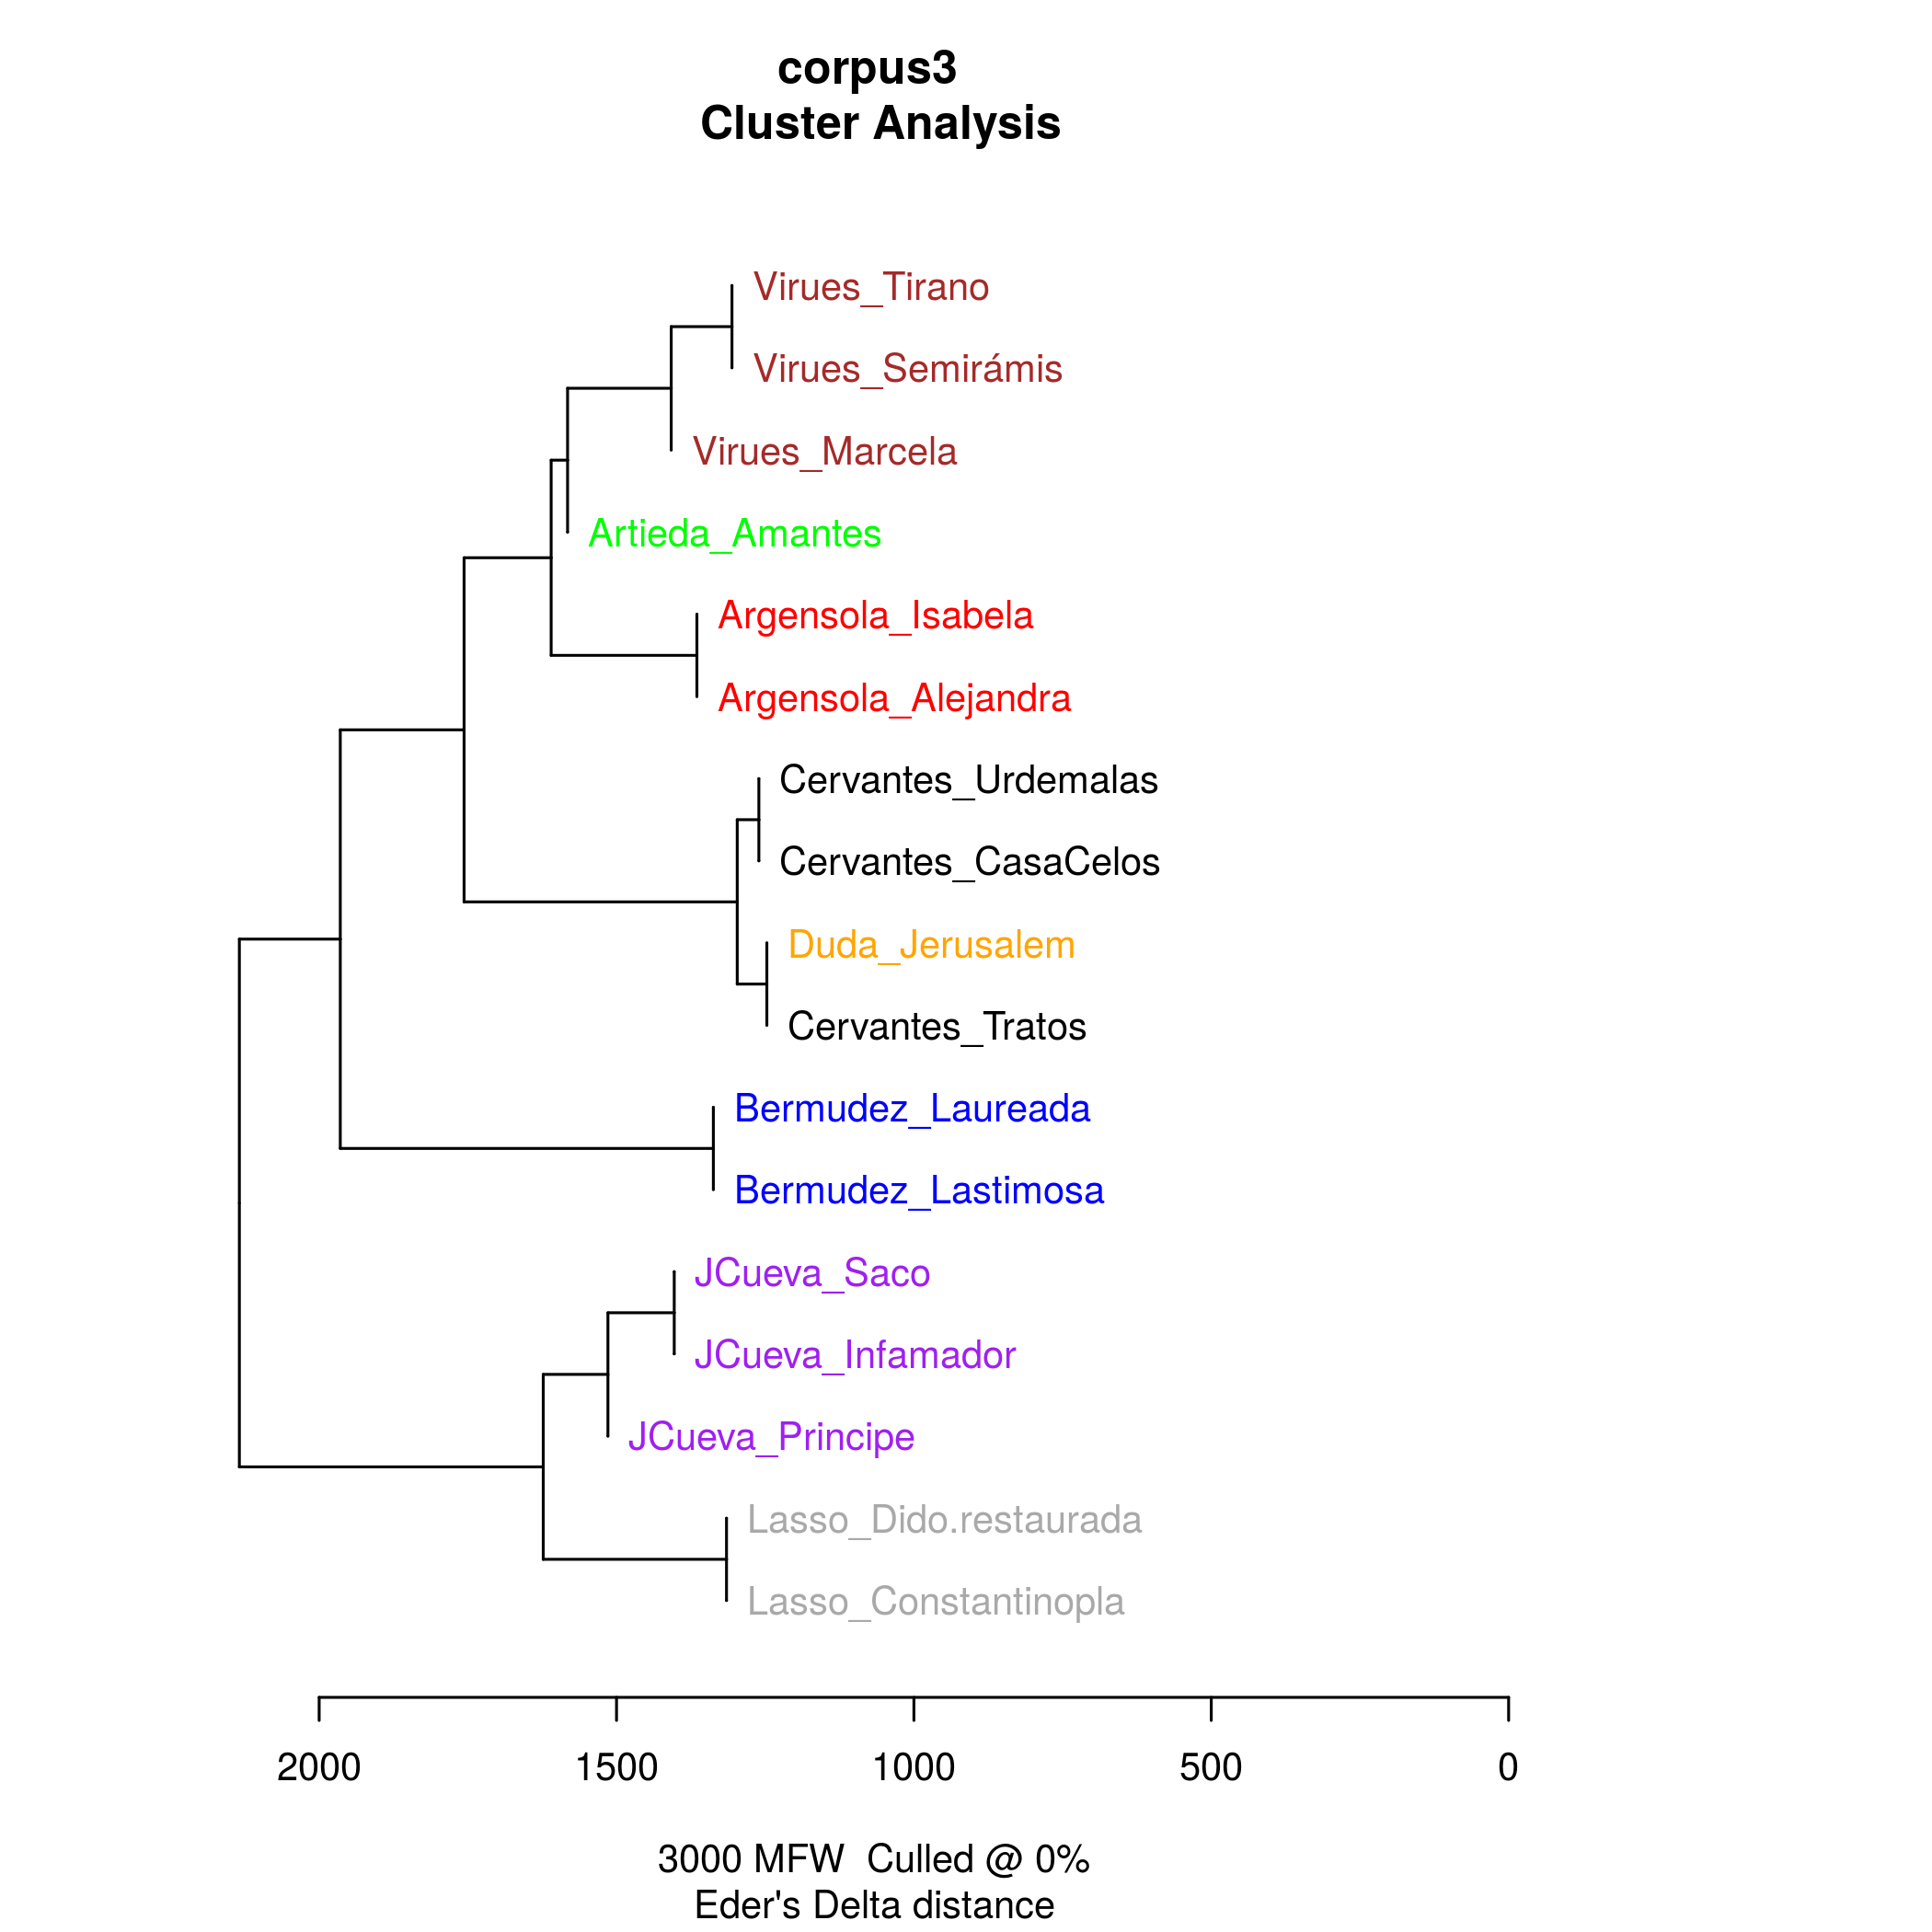 corpus3
Cluster Analysis
Virues_Tirano
Virues_Semirámis
Virues_Marcela
Artieda_Amantes
Argensola_Isabela
Argensola_Alejandra
Cervantes_Urdemalas
Cervantes_CasaCelos
Duda_Jerusalem
Cervantes_Tratos
Bermudez_Laureada
Bermudez_Lastimosa
JCueva_Saco
JCueva_Infamador
JCueva_Principe
Lasso_Dido.restaurada
Lasso_Constantinopla
2000 1500 1000 500 0
3000 MFW  Culled @ 0%
Eder's Delta distance